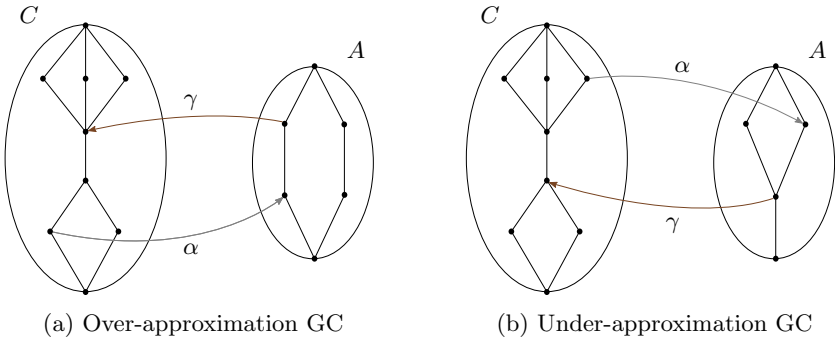 C
A
γ
α
(a) Over-approximation GC
C
A
α
γ
(b) Under-approximation GC